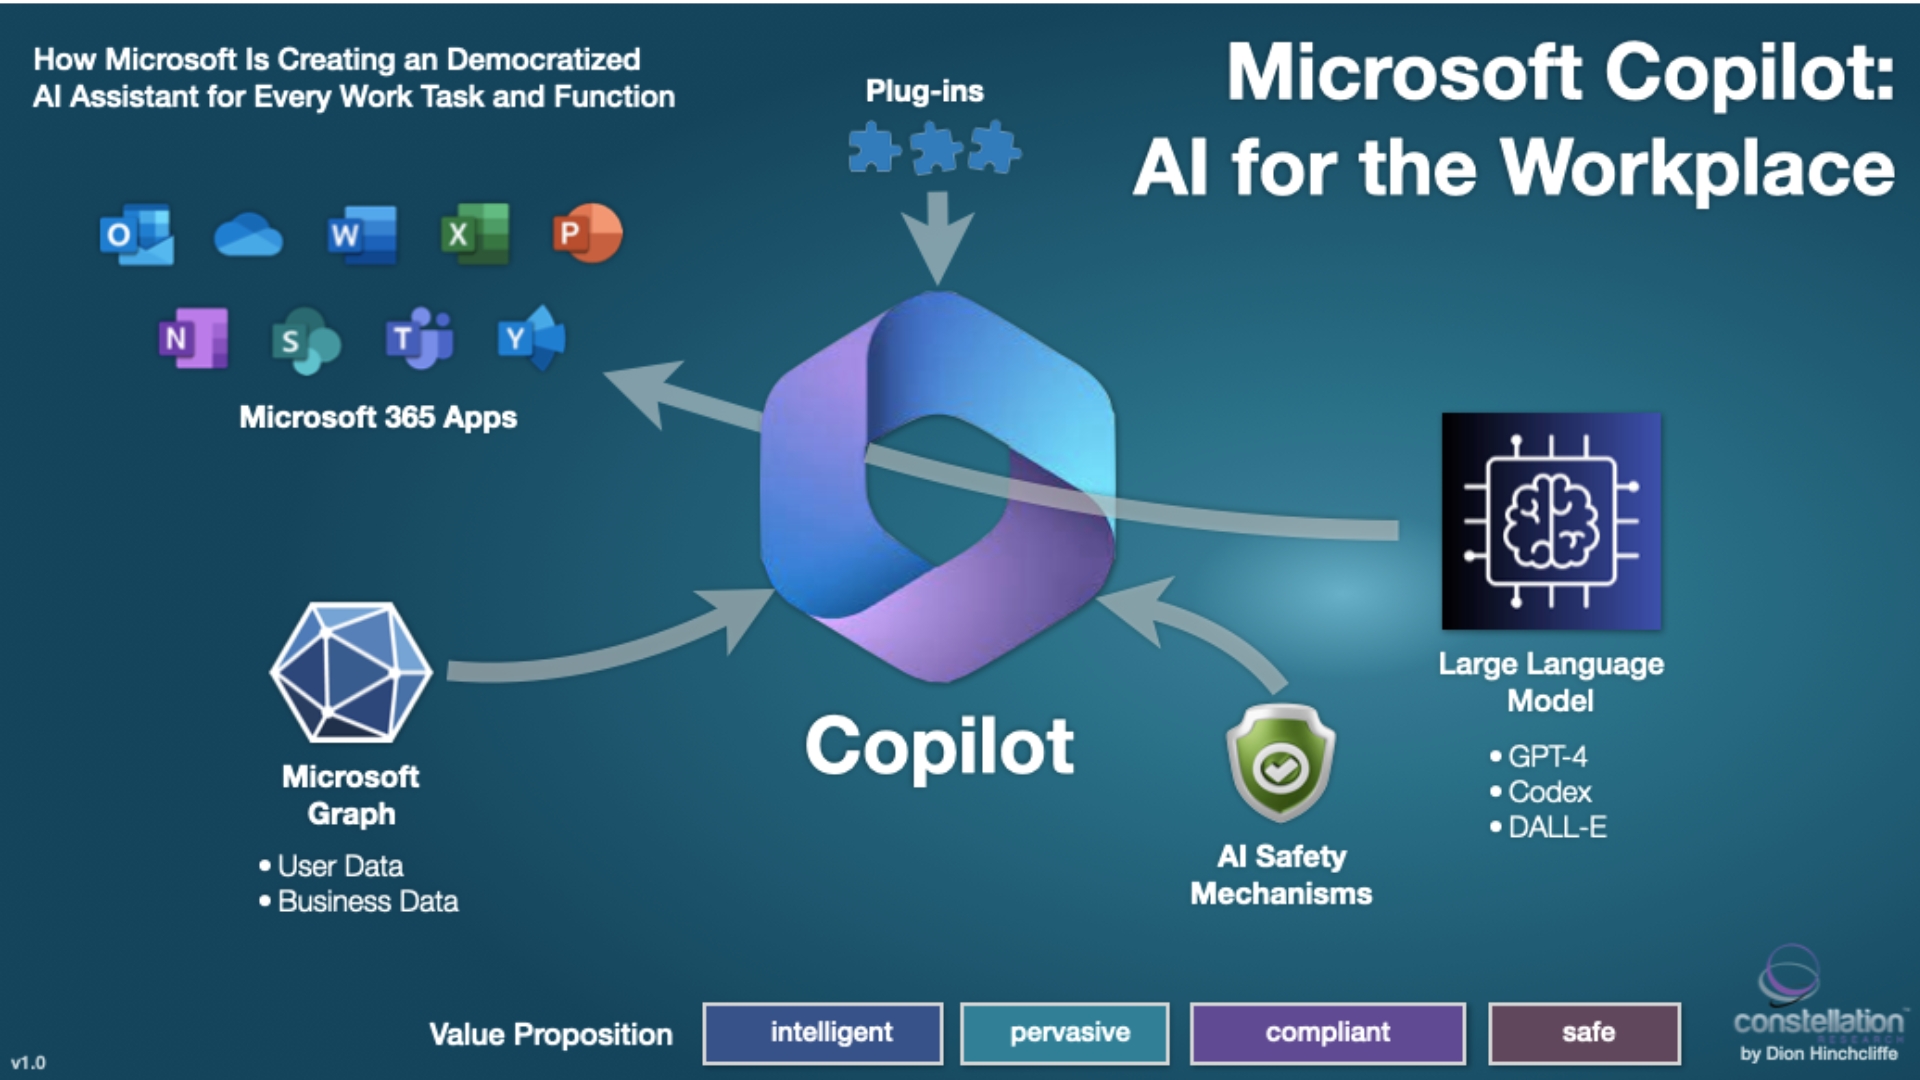 How Microsoft Is Creating an Democratized
AI Assistant for Every Work Task and Function
Microsoft Copilot:
AI for the Workplace
Plug-ins
O
W
X
P
N
S
T
Y
Microsoft 365 Apps
Copilot
Microsoft
Graph
• User Data
• Business Data
AI Safety
Mechanisms
Large Language
Model
• GPT-4
• Codex
• DALL-E
Value Proposition
intelligent
pervasive
compliant
safe
constellation
RESEARCH
by Dion Hinchcliffe
v1.0